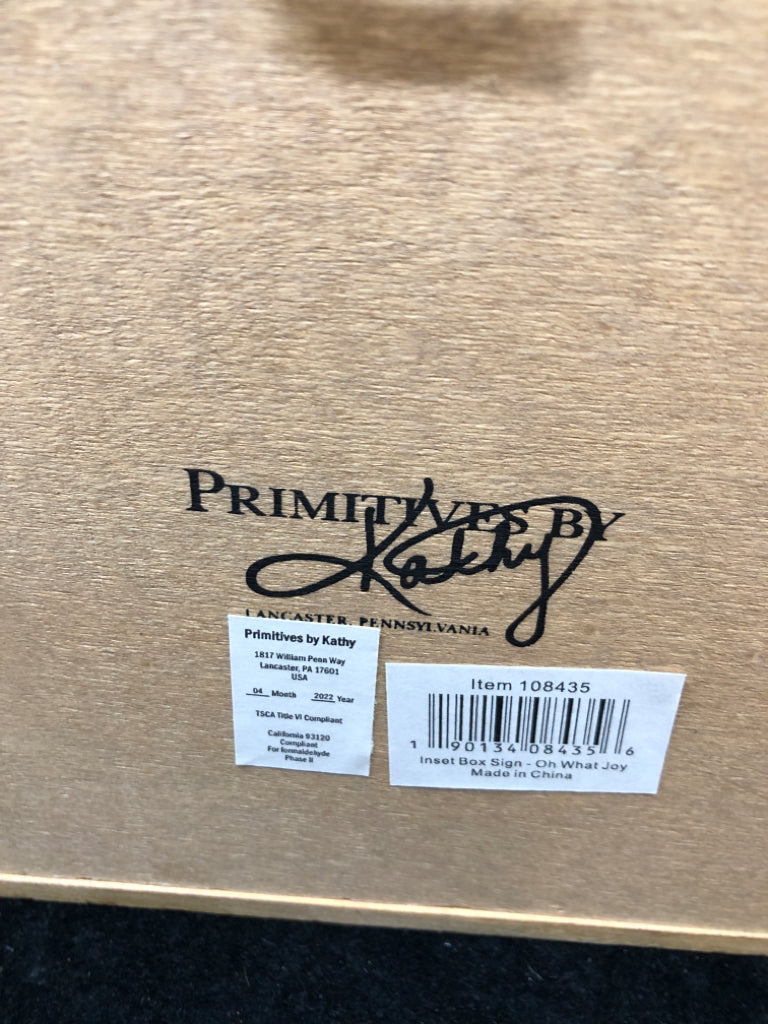 PRIMITIVES BY
Kathy
LANCASTER, PENNSYLVANIA
Primitives by Kathy
1817 William Penn Way
Lancaster, PA 17601
USA
04 Month 2022 Year
TSCA Title VI Compliant
California 93120
Compliant
For formaldehyde
Phase II
Item 108435
1 90134 08435 6
Inset Box Sign - Oh What Joy
Made in China